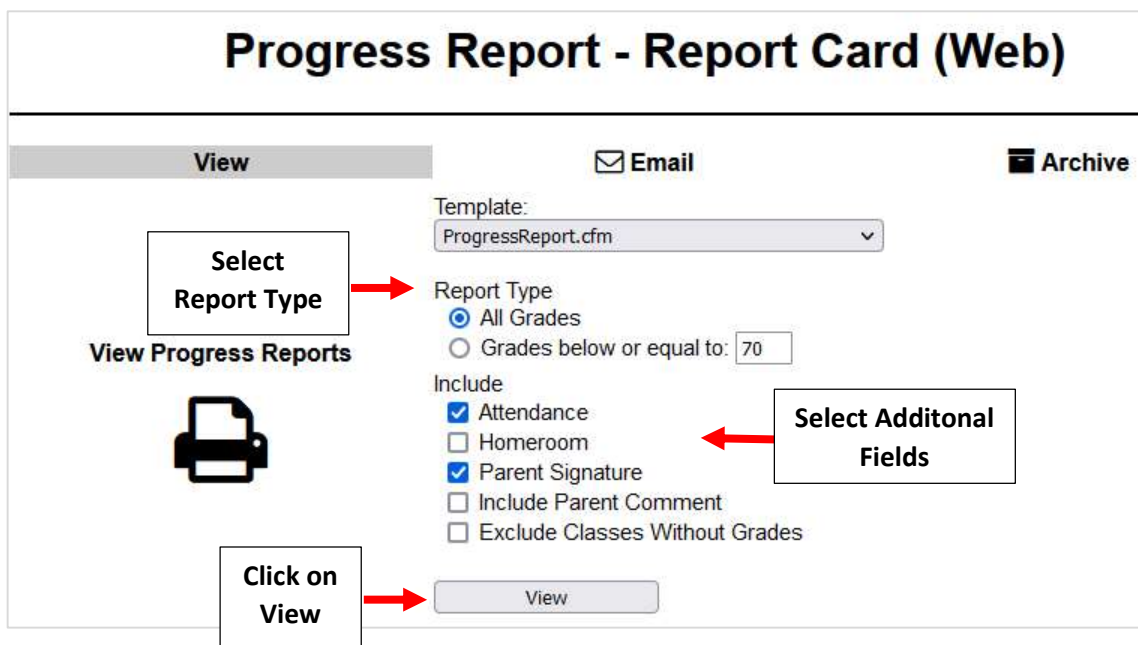 Progress Report - Report Card (Web)
View
Email
Archive
Template:
ProgressReport.cfm
Select
Report Type
Report Type
All Grades
Grades below or equal to: 70
View Progress Reports
Include
Attendance
Homeroom
Parent Signature
Include Parent Comment
Exclude Classes Without Grades
Select Additonal
Fields
Click on
View
View